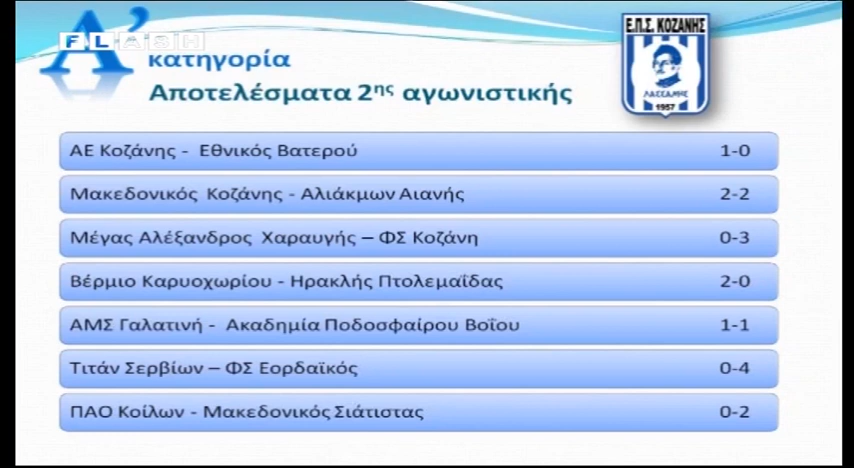 FLASH
Α'
κατηγορία
Αποτελέσματα 2ης αγωνιστικής
Ε.Π.Σ. ΚΟΖΑΝΗΣ
ΛΑΣΣΑΝΗΣ
1957
ΑΕ Κοζάνης - Εθνικός Βατερού 1-0
Μακεδονικός Κοζάνης - Αλιάκμων Αιανής 2-2
Μέγας Αλέξανδρος Χαραυγής – ΦΣ Κοζάνη 0-3
Βέρμιο Καρυοχωρίου - Ηρακλής Πτολεμαΐδας 2-0
ΑΜΣ Γαλατινή - Ακαδημία Ποδοσφαίρου Βοΐου 1-1
Τιτάν Σερβίων – ΦΣ Εορδαϊκός 0-4
ΠΑΟ Κοίλων - Μακεδονικός Σιάτιστας 0-2